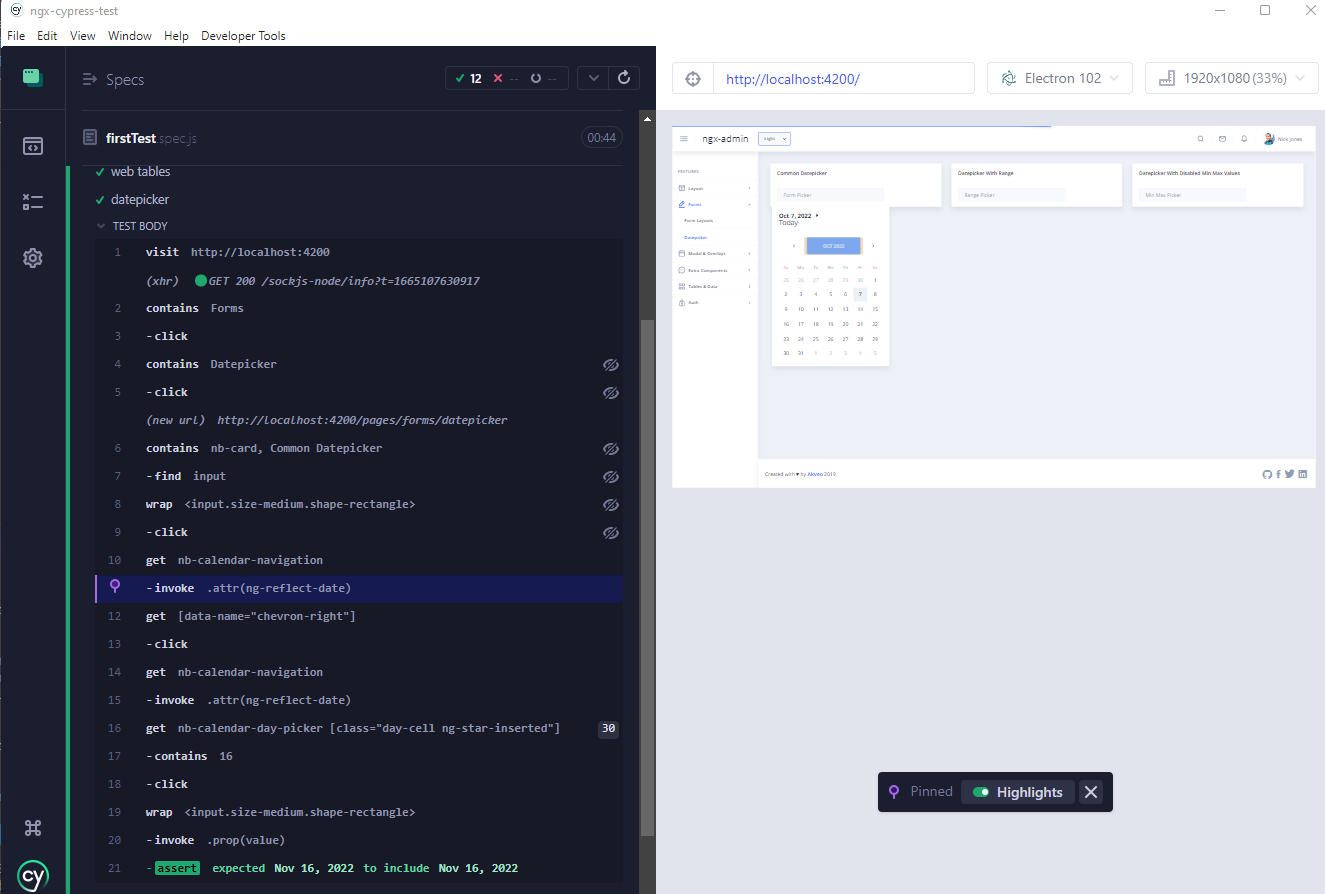 ngx-cypress-test
File Edit View Window Help Developer Tools
Specs
12 -- --
firstTest.spec.js 00:44
web tables
datepicker
TEST BODY
1 visit http://localhost:4200
(xhr) GET 200 /sockjs-node/info?t=1665107630917
2 contains Forms
3 -click
4 contains Datepicker
5 -click
(new url) http://localhost:4200/pages/forms/datepicker
6 contains nb-card, Common Datepicker
7 -find input
8 wrap <input.size-medium.shape-rectangle>
9 -click
10 get nb-calendar-navigation
-invoke .attr(ng-reflect-date)
12 get [data-name="chevron-right"]
13 -click
14 get nb-calendar-navigation
15 -invoke .attr(ng-reflect-date)
16 get nb-calendar-day-picker [class="day-cell ng-star-inserted"] 30
17 -contains 16
18 -click
19 wrap <input.size-medium.shape-rectangle>
20 -invoke .prop(value)
21 -assert expected Nov 16, 2022 to include Nov 16, 2022
cy
http://localhost:4200/
Electron 102
1920x1080 (33%)
ngx-admin Light Nick Jones
FEATURES
Layout
Forms
Form Layouts
Datepicker
Modal & Overlays
Extra Components
Tables & Data
Auth
Common Datepicker
Form Picker
Datepicker With Range
Range Picker
Datepicker With Disabled Min Max Values
Min Max Picker
Oct 7, 2022
Today
OCT 2022
Su Mo Tu We Th Fr Sa
25 26 27 28 29 30 1
2 3 4 5 6 7 8
9 10 11 12 13 14 15
16 17 18 19 20 21 22
23 24 25 26 27 28 29
30 31 1 2 3 4 5
Created with ♥ by Akveo 2019
Pinned Highlights